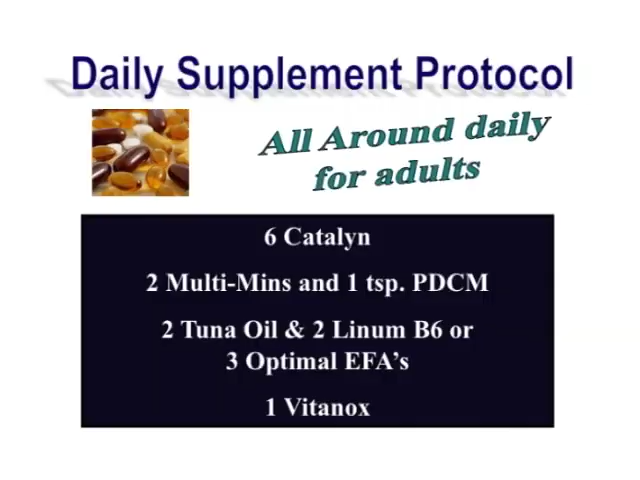 Daily Supplement Protocol
All Around daily
for adults
6 Catalyn
2 Multi-Mins and 1 tsp. PDCM
2 Tuna Oil & 2 Linum B6 or
3 Optimal EFA's
1 Vitanox